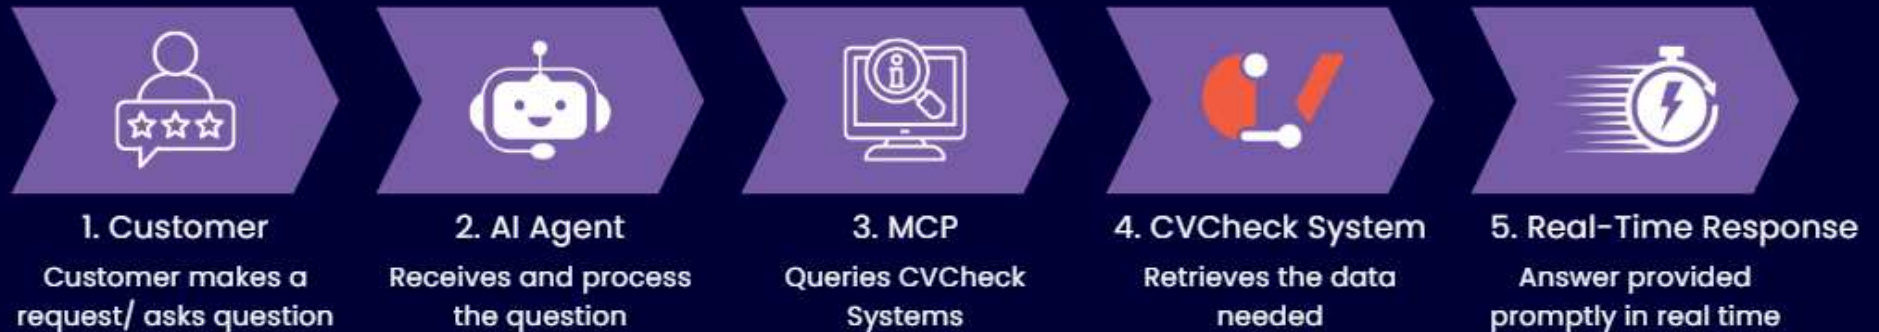 1. Customer
Customer makes a
request/ asks question
2. AI Agent
Receives and process
the question
3. MCP
Queries CVCheck
Systems
4. CVCheck System
Retrieves the data
needed
5. Real-Time Response
Answer provided
promptly in real time